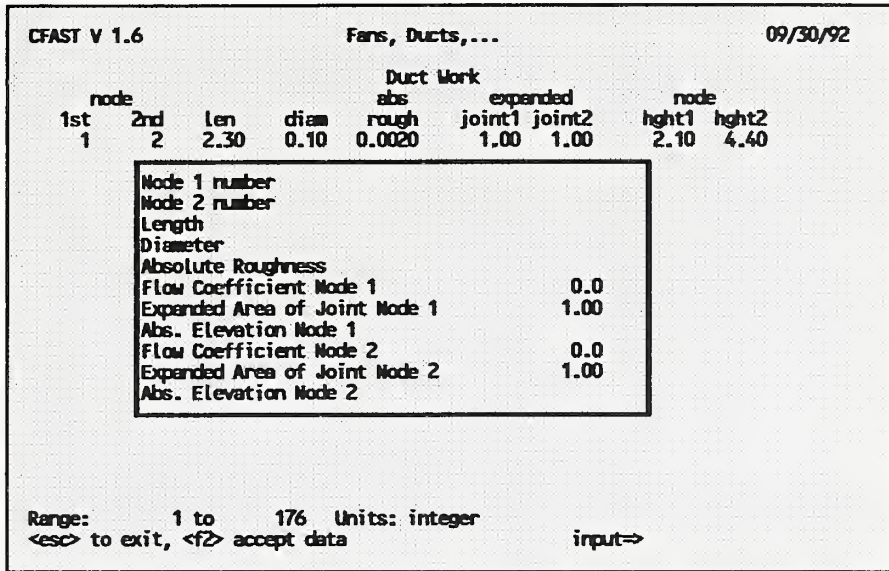 CFAST V 1.6 Fans, Ducts,... 09/30/92
Duct Work
node abs expanded node
1st 2nd len diam rough joint1 joint2 hght1 hght2
1 2 2.30 0.10 0.0020 1.00 1.00 2.10 4.40
Node 1 number
Node 2 number
Length
Diameter
Absolute Roughness
Flow Coefficient Node 1 0.0
Expanded Area of Joint Node 1 1.00
Abs. Elevation Node 1
Flow Coefficient Node 2 0.0
Expanded Area of Joint Node 2 1.00
Abs. Elevation Node 2
Range: 1 to 176 Units: integer
<esc> to exit, <f2> accept data input=>